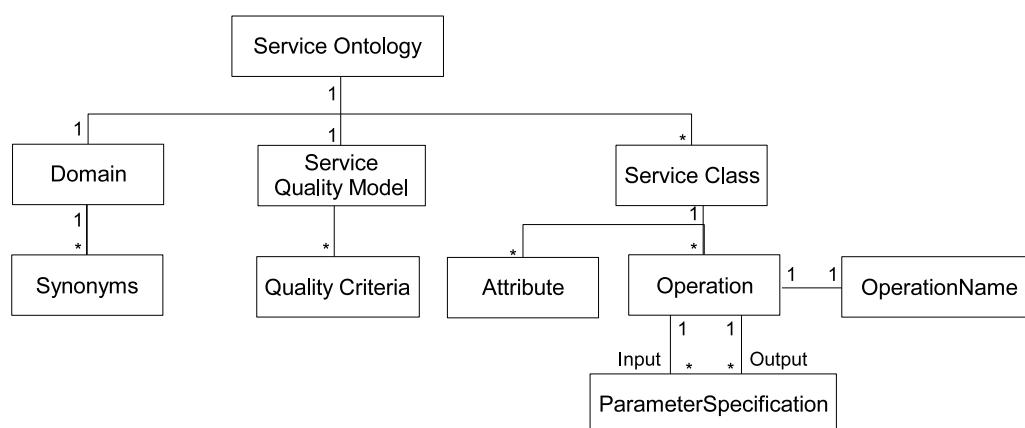 Service Ontology
1
1
1
*
Domain
Service
Quality Model
Service Class
1
1
*
*
*
*
Synonyms
Quality Criteria
Attribute
Operation
1
1
OperationName
1
1
Input
Output
*
*
ParameterSpecification